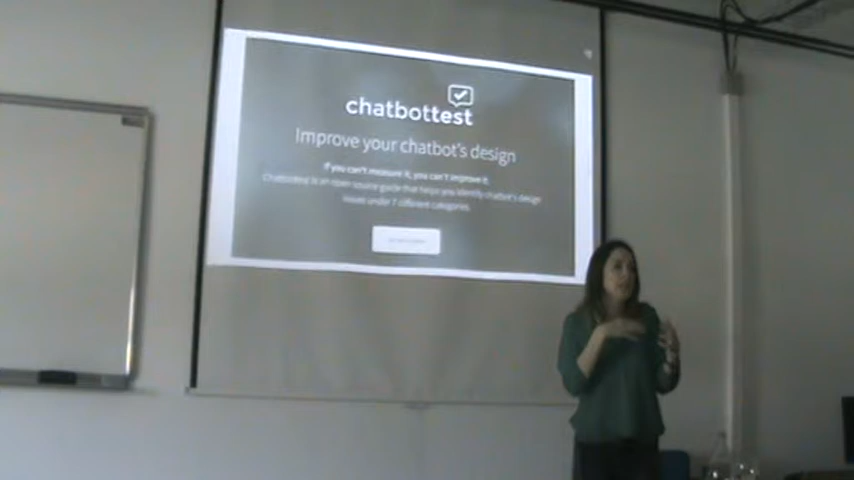 chatbottest
Improve your chatbot's design
If you can't measure it, you can't improve it.
Chatbottest is an open source guide that helps you identify chatbot's design
issues under 7 different categories.